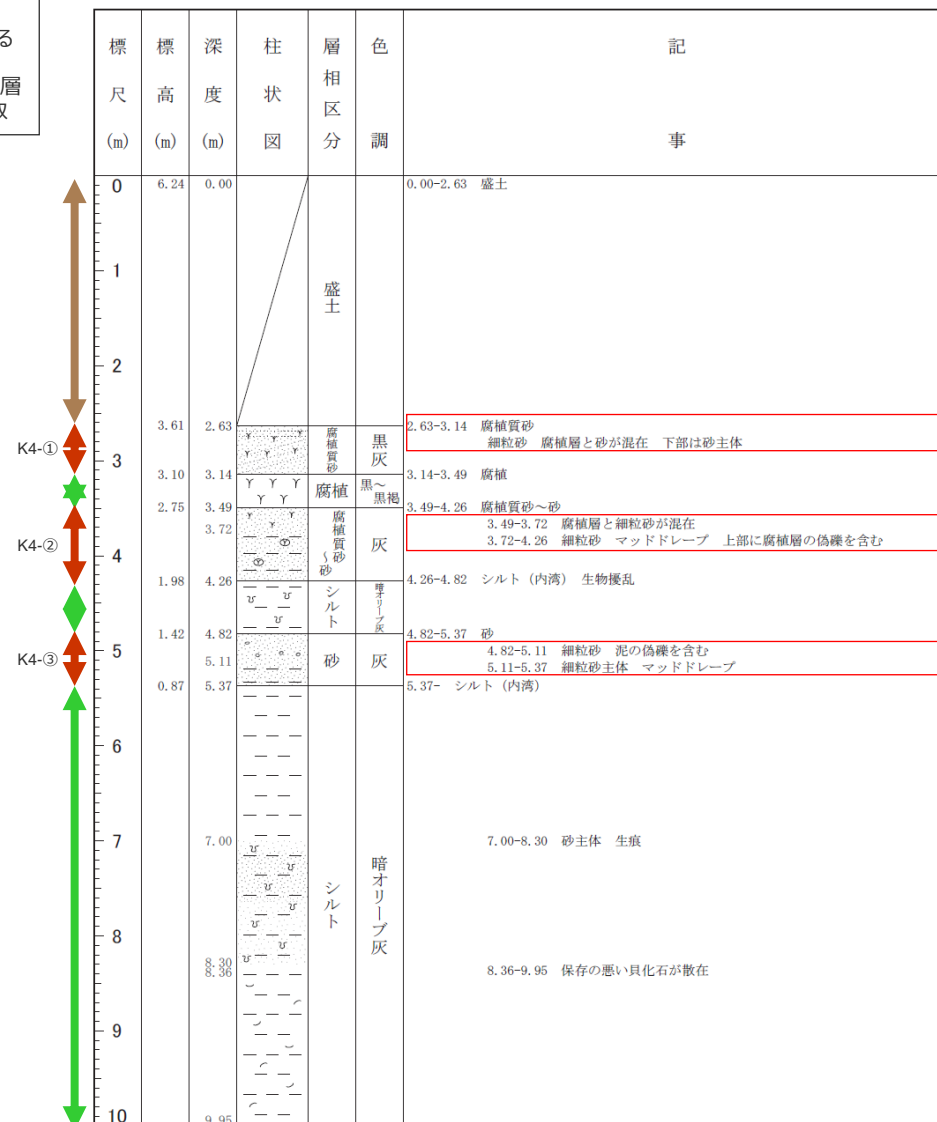 る
層
取
標尺(m)
標高(m)
深度(m)
柱状図
層相区分
色調
記事
0 6.24 0.00 0.00-2.63 盛土
1
盛土
2
3.61 2.63 2.63-3.14 腐植質砂
腐植質砂 黒灰 細粒砂 腐植層と砂が混在 下部は砂主体
K4-①
3
3.10 3.14 3.14-3.49 腐植
腐植 黒～黒褐
2.75 3.49 3.49-4.26 腐植質砂～砂
3.72 3.49-3.72 腐植層と細粒砂が混在
K4-② 腐植質砂～砂 灰
3.72-4.26 細粒砂 マッドドレープ 上部に腐植層の偽礫を含む
4
1.98 4.26 4.26-4.82 シルト（内湾） 生物擾乱
シルト 暗オリーブ灰
1.42 4.82 4.82-5.37 砂
5 4.82-5.11 細粒砂 泥の偽礫を含む
K4-③ 5.11 砂 灰 5.11-5.37 細粒砂主体 マッドドレープ
0.87 5.37 5.37- シルト（内湾）
6
7 7.00 7.00-8.30 砂主体 生痕
シルト 暗オリーブ灰
8
8.30
8.36 8.36-9.95 保存の悪い貝化石が散在
9
10 9.95